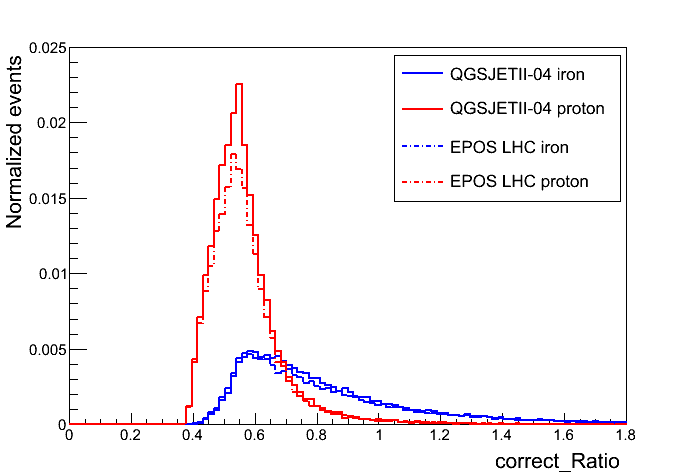 Normalized events
0.025
0.02
0.015
0.01
0.005
0
0 0.2 0.4 0.6 0.8 1 1.2 1.4 1.6 1.8
correct_Ratio
QGSJETII-04 iron
QGSJETII-04 proton
EPOS LHC iron
EPOS LHC proton